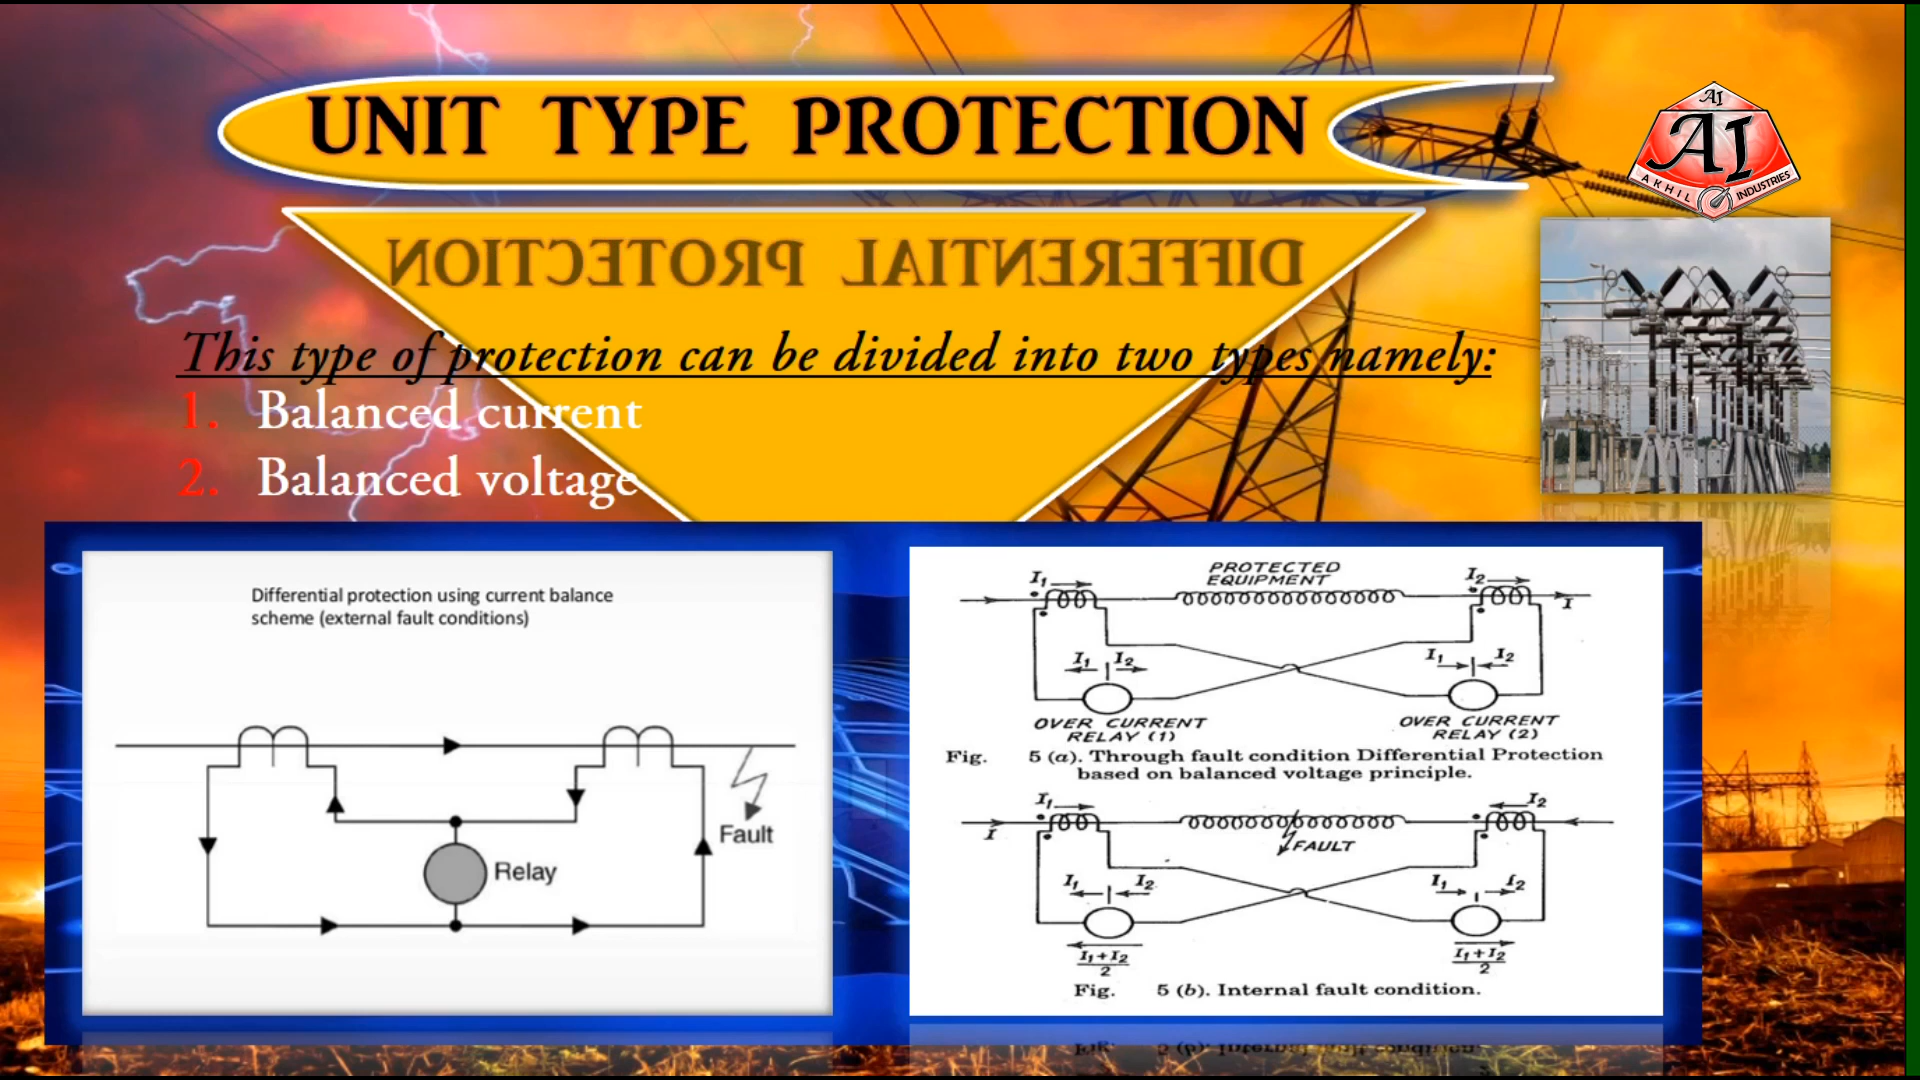 UNIT TYPE PROTECTION
AI
AI
AKHIL INDUSTRIES
DIFFERENTIAL PROTECTION
This type of protection can be divided into two types namely:
1. Balanced current
2. Balanced voltage
Differential protection using current balance
scheme (external fault conditions)
Fault
Relay
PROTECTED
EQUIPMENT
I₁
I₂
I
I₁ I₂
I₁ I₂
OVER CURRENT
RELAY (1)
OVER CURRENT
RELAY (2)
Fig. 5 (a). Through fault condition Differential Protection
based on balanced voltage principle.
I₁
I₂
I
FAULT
I₁ I₂
I₁ I₂
I₁+I₂
2
I₁+I₂
2
Fig. 5 (b). Internal fault condition.